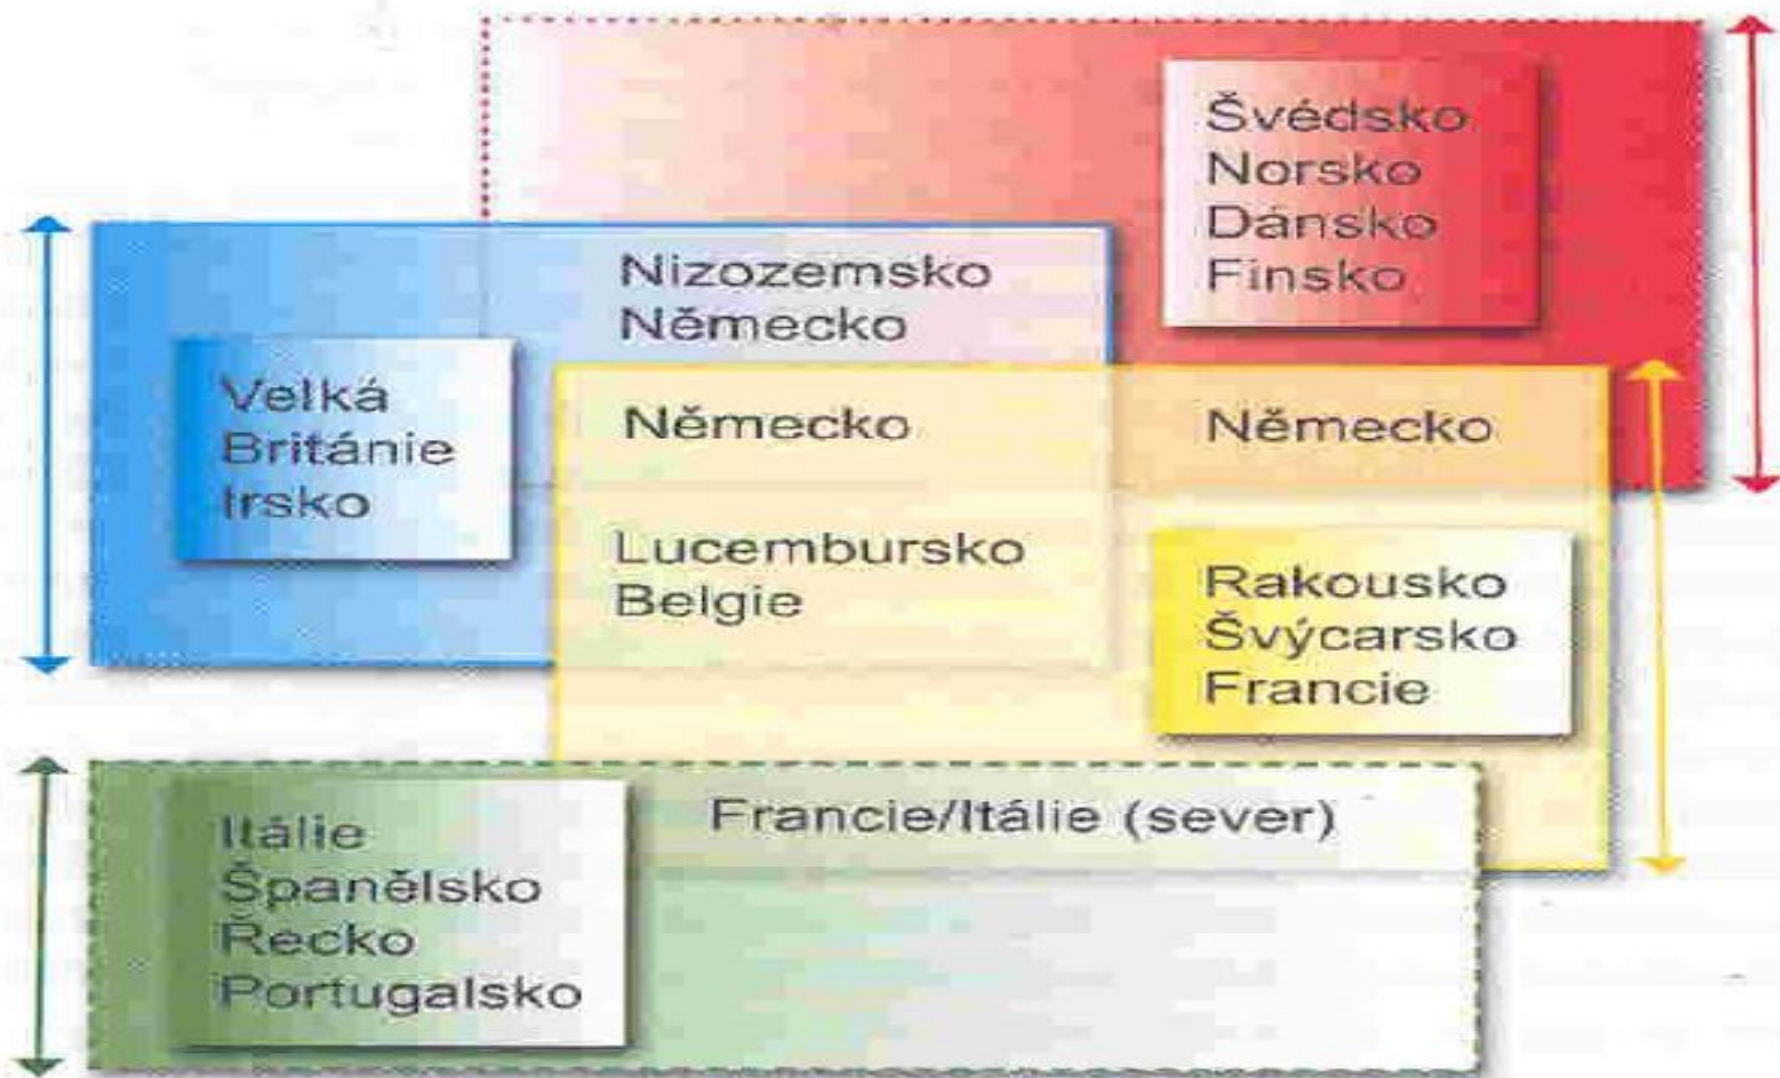 Švédsko
Norsko
Dánsko
Finsko
Nizozemsko
Německo
Velká
Británie
Irsko
Německo
Německo
Lucembursko
Belgie
Rakousko
Švýcarsko
Francie
Francie/Itálie (sever)
Itálie
Španělsko
Řecko
Portugalsko